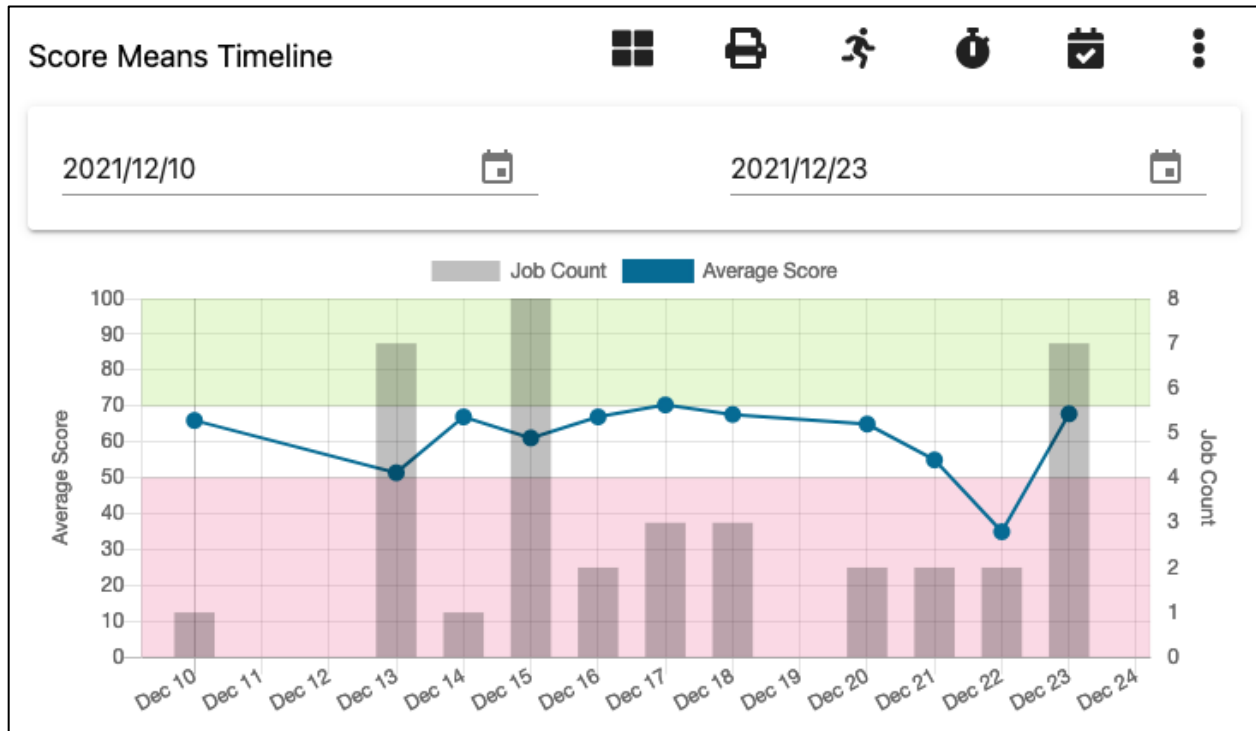 Score Means Timeline
2021/12/10 2021/12/23
Job Count Average Score
100 8
90
80 7
70 6
60 5
50 4
40 3
30
20 2
10 1
0 0
Average Score
Job Count
Dec 10 Dec 11 Dec 12 Dec 13 Dec 14 Dec 15 Dec 16 Dec 17 Dec 18 Dec 19 Dec 20 Dec 21 Dec 22 Dec 23 Dec 24